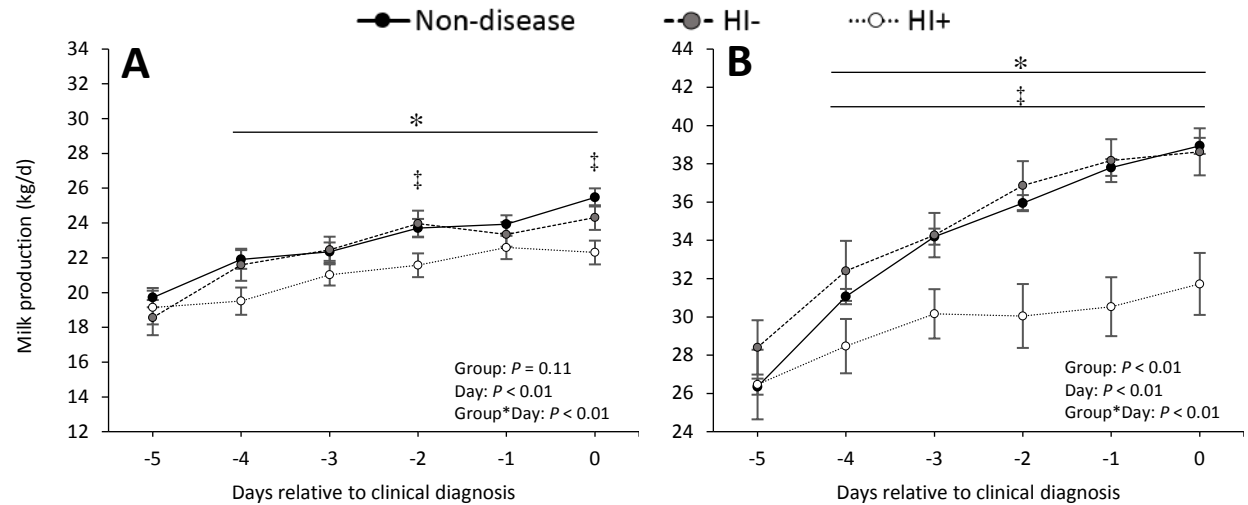 Non-disease HI- HI+
A
34
32
30
28
26
24
22
20
18
16
14
12
Milk production (kg/d)
*
‡
‡
Group: P = 0.11
Day: P < 0.01
Group*Day: P < 0.01
-5 -4 -3 -2 -1 0
Days relative to clinical diagnosis
B
44
42
40
38
36
34
32
30
28
26
24
*
‡
Group: P < 0.01
Day: P < 0.01
Group*Day: P < 0.01
-5 -4 -3 -2 -1 0
Days relative to clinical diagnosis